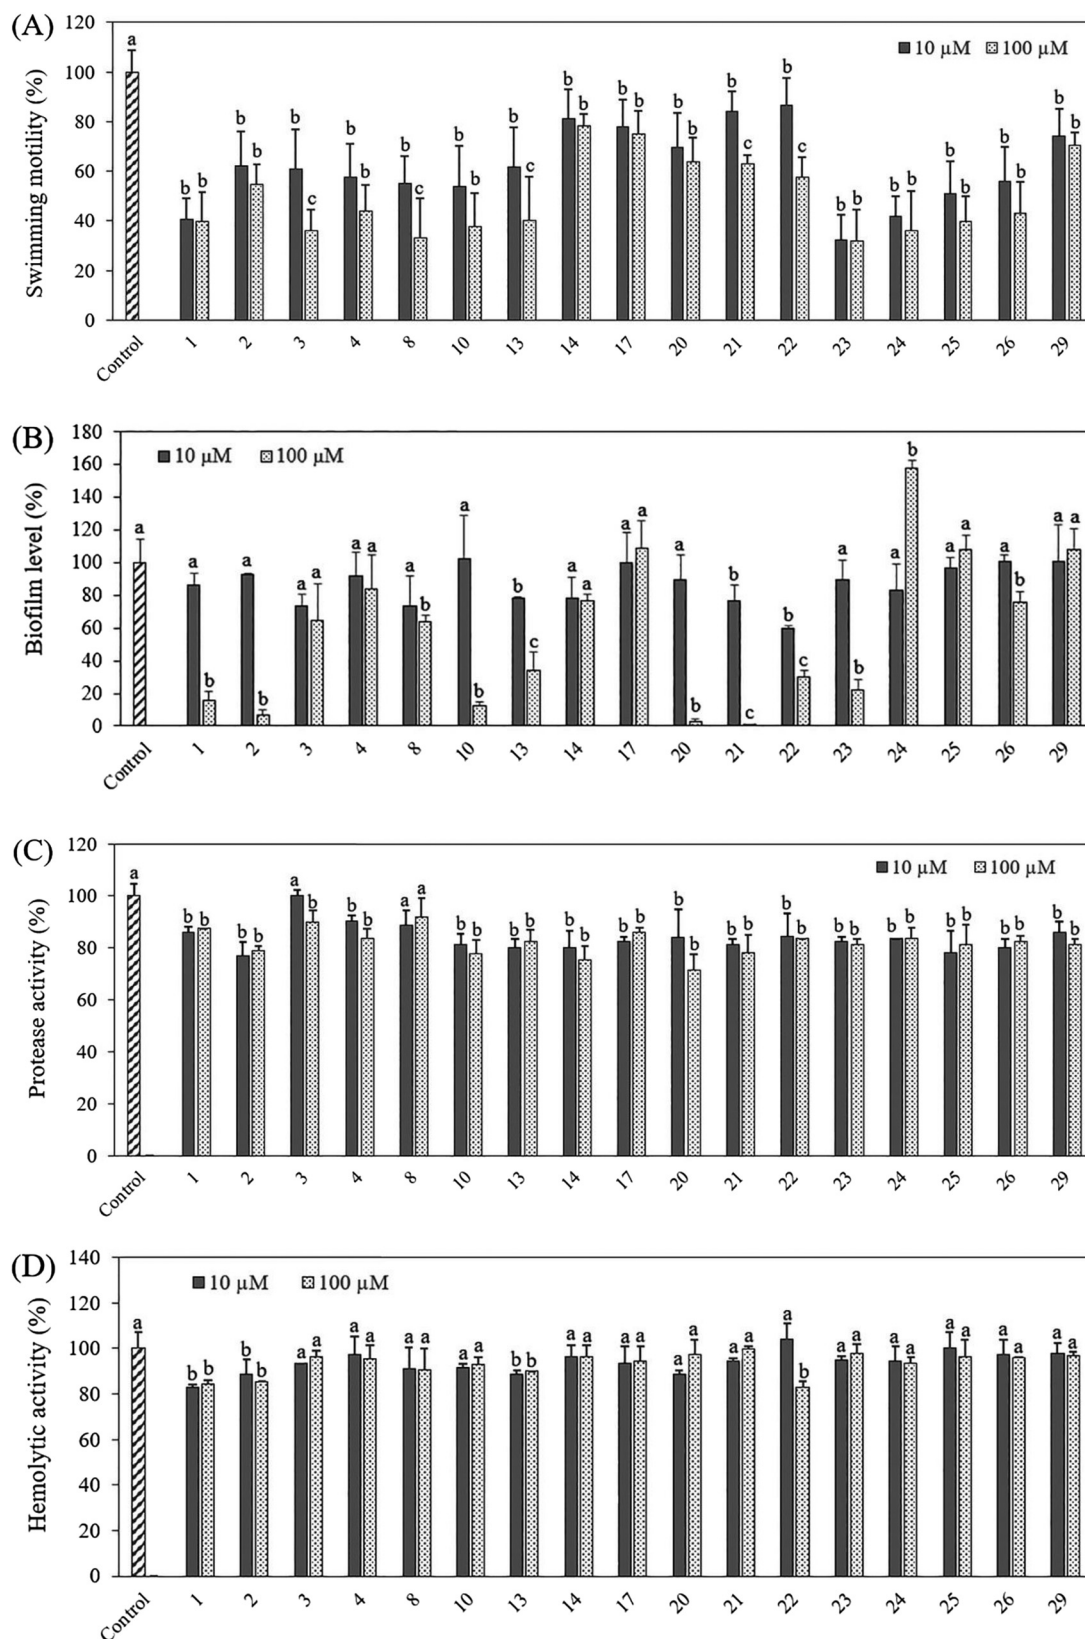 (A)
Swimming motility (%)
120
100
80
60
40
20
0
10 µM 100 µM
a
b b b b b c b b b c b b b c b b b b b b b c b c b b b b b b b b b b
Control 1 2 3 4 8 10 13 14 17 20 21 22 23 24 25 26 29
(B)
Biofilm level (%)
180
160
140
120
100
80
60
40
20
0
10 µM 100 µM
a
a b a b a a a a a b a b b c a a a a a b b c b c a b a b a a a b a a
Control 1 2 3 4 8 10 13 14 17 20 21 22 23 24 25 26 29
(C)
Protease activity (%)
120
100
80
60
40
20
0
10 µM 100 µM
a
b b b b a b b b a a b b b b b b b b b b b b b b b b b b b b b b b b
Control 1 2 3 4 8 10 13 14 17 20 21 22 23 24 25 26 29
(D)
Hemolytic activity (%)
140
120
100
80
60
40
20
0
10 µM 100 µM
a
b b b b a a a a a a a a b b a a a a a a a a a b a a a a a a a a a a
Control 1 2 3 4 8 10 13 14 17 20 21 22 23 24 25 26 29